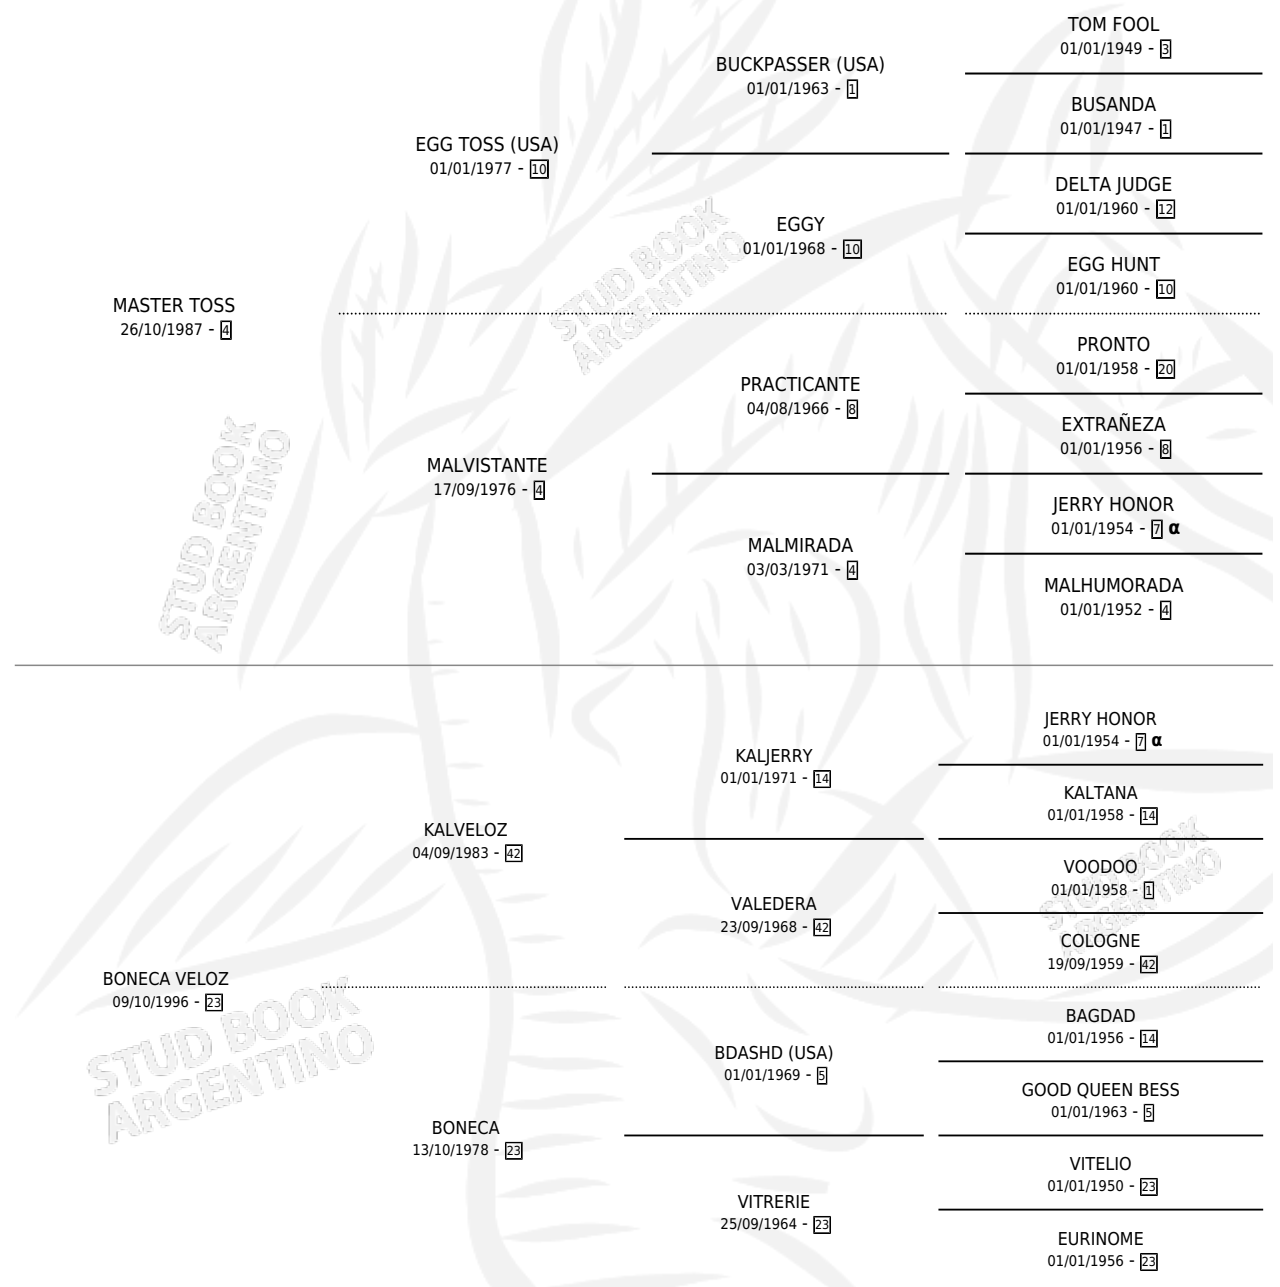 TOM FOOL
01/01/1949 - 3
BUCKPASSER (USA)
01/01/1963 - 1
BUSANDA
01/01/1947 - 1
EGG TOSS (USA)
01/01/1977 - 10
DELTA JUDGE
01/01/1960 - 12
EGGY
01/01/1968 - 10
EGG HUNT
01/01/1960 - 10
MASTER TOSS
26/10/1987 - 4
STUD BOOK
ARGENTINO
PRONTO
01/01/1958 - 20
PRACTICANTE
04/08/1966 - 8
EXTRAÑEZA
01/01/1956 - 8
MALVISTANTE
17/09/1976 - 4
JERRY HONOR
01/01/1954 - 7 α
MALMIRADA
03/03/1971 - 4
MALHUMORADA
01/01/1952 - 4
STUD BOOK
ARGENTINO
JERRY HONOR
01/01/1954 - 7 α
KALJERRY
01/01/1971 - 14
KALTANA
01/01/1958 - 14
KALVELOZ
04/09/1983 - 42
VOODOO
01/01/1958 - 1
VALEDERA
23/09/1968 - 42
COLOGNE
19/09/1959 - 42
STUD BOOK
ARGENTINO
BONECA VELOZ
09/10/1996 - 23
STUD BOOK
ARGENTINO
BAGDAD
01/01/1956 - 14
BDASHD (USA)
01/01/1969 - 5
GOOD QUEEN BESS
01/01/1963 - 5
BONECA
13/10/1978 - 23
VITELIO
01/01/1950 - 23
VITRERIE
25/09/1964 - 23
EURINOME
01/01/1956 - 23